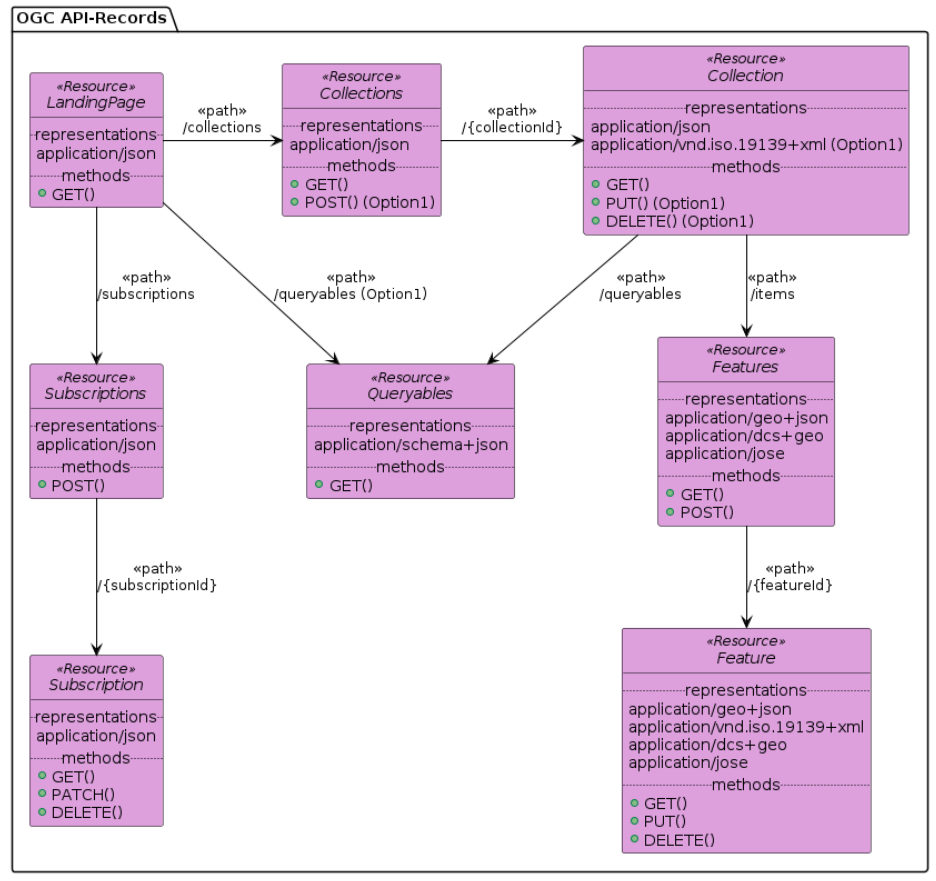 OGC API-Records
«Resource»
LandingPage
representations
application/json
methods
GET()
«path»
/collections
«Resource»
Collections
representations
application/json
methods
GET()
POST() (Option1)
«path»
/{collectionId}
«Resource»
Collection
representations
application/json
application/vnd.iso.19139+xml (Option1)
methods
GET()
PUT() (Option1)
DELETE() (Option1)
«path»
/subscriptions
«path»
/queryables (Option1)
«path»
/queryables
«path»
/items
«Resource»
Subscriptions
representations
application/json
methods
POST()
«Resource»
Queryables
representations
application/schema+json
methods
GET()
«Resource»
Features
representations
application/geo+json
application/dcs+geo
application/jose
methods
GET()
POST()
«path»
/{subscriptionId}
«path»
/{featureId}
«Resource»
Subscription
representations
application/json
methods
GET()
PATCH()
DELETE()
«Resource»
Feature
representations
application/geo+json
application/vnd.iso.19139+xml
application/dcs+geo
application/jose
methods
GET()
PUT()
DELETE()